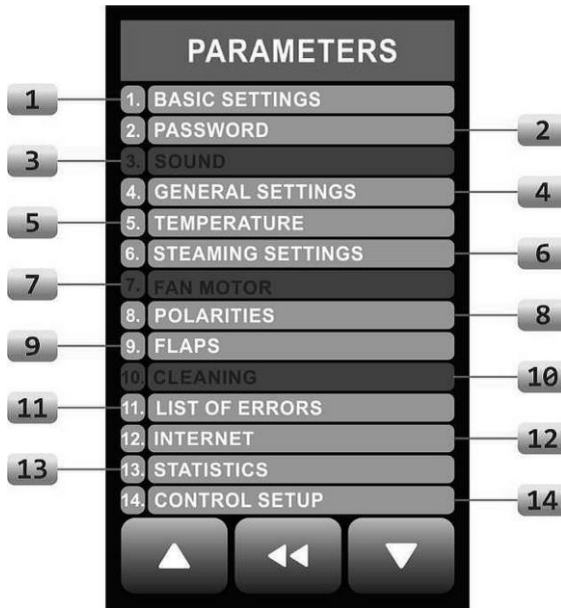 PARAMETERS
1 1. BASIC SETTINGS
2. PASSWORD 2
3 3. SOUND
4. GENERAL SETTINGS 4
5 5. TEMPERATURE
6. STEAMING SETTINGS 6
7 7. FAN MOTOR
8. POLARITIES 8
9 9. FLAPS
10. CLEANING 10
11 11. LIST OF ERRORS
12. INTERNET 12
13 13. STATISTICS
14. CONTROL SETUP 14